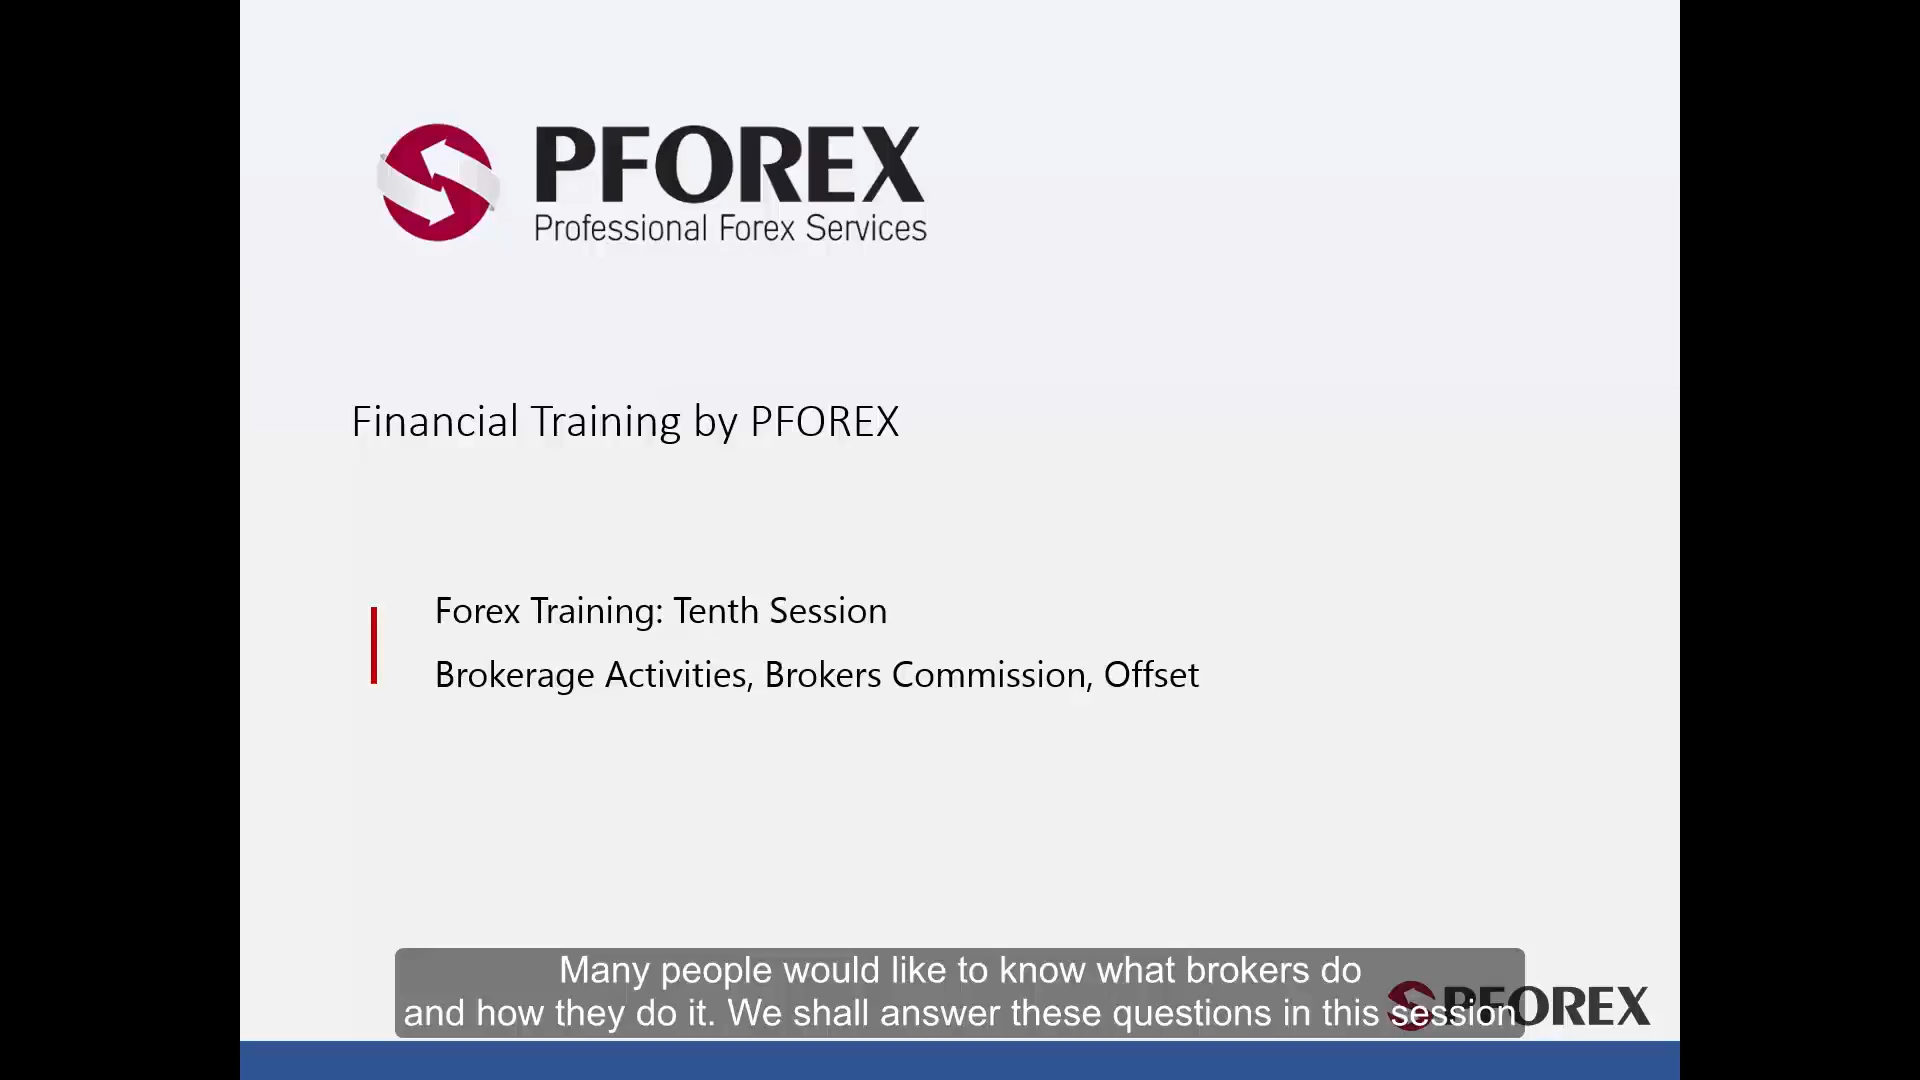 PFOREX
Professional Forex Services
Financial Training by PFOREX
Forex Training: Tenth Session
Brokerage Activities, Brokers Commission, Offset
Many people would like to know what brokers do
and how they do it. We shall answer these questions in this session
PFOREX